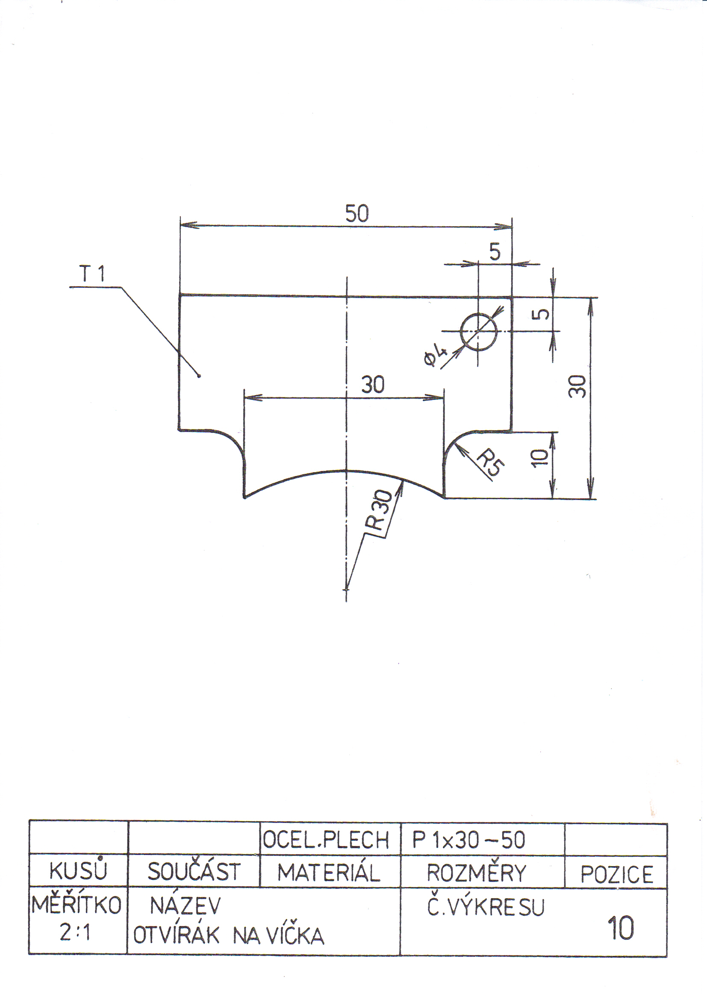 50
5
T 1
5
ø4
30
30
10
R5
R30
OCEL.PLECH P 1x30-50
KUSŮ SOUČÁST MATERIÁL ROZMĚRY POZICE
MĚŘÍTKO NÁZEV Č.VÝKRESU
2:1 OTVÍRÁK NA VÍČKA 10